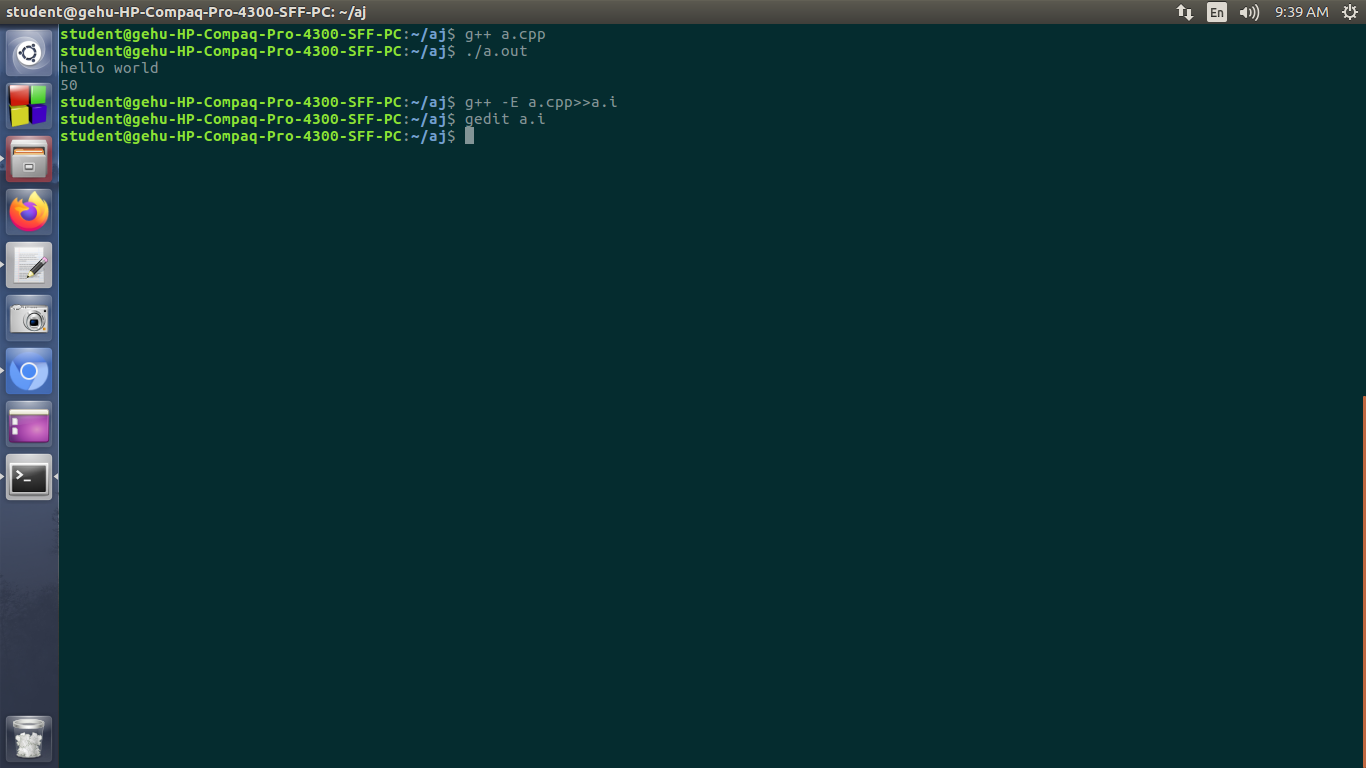 student@gehu-HP-Compaq-Pro-4300-SFF-PC: ~/aj
En
9:39 AM
student@gehu-HP-Compaq-Pro-4300-SFF-PC:~/aj$ g++ a.cpp
student@gehu-HP-Compaq-Pro-4300-SFF-PC:~/aj$ ./a.out
hello world
50
student@gehu-HP-Compaq-Pro-4300-SFF-PC:~/aj$ g++ -E a.cpp>>a.i
student@gehu-HP-Compaq-Pro-4300-SFF-PC:~/aj$ gedit a.i
student@gehu-HP-Compaq-Pro-4300-SFF-PC:~/aj$